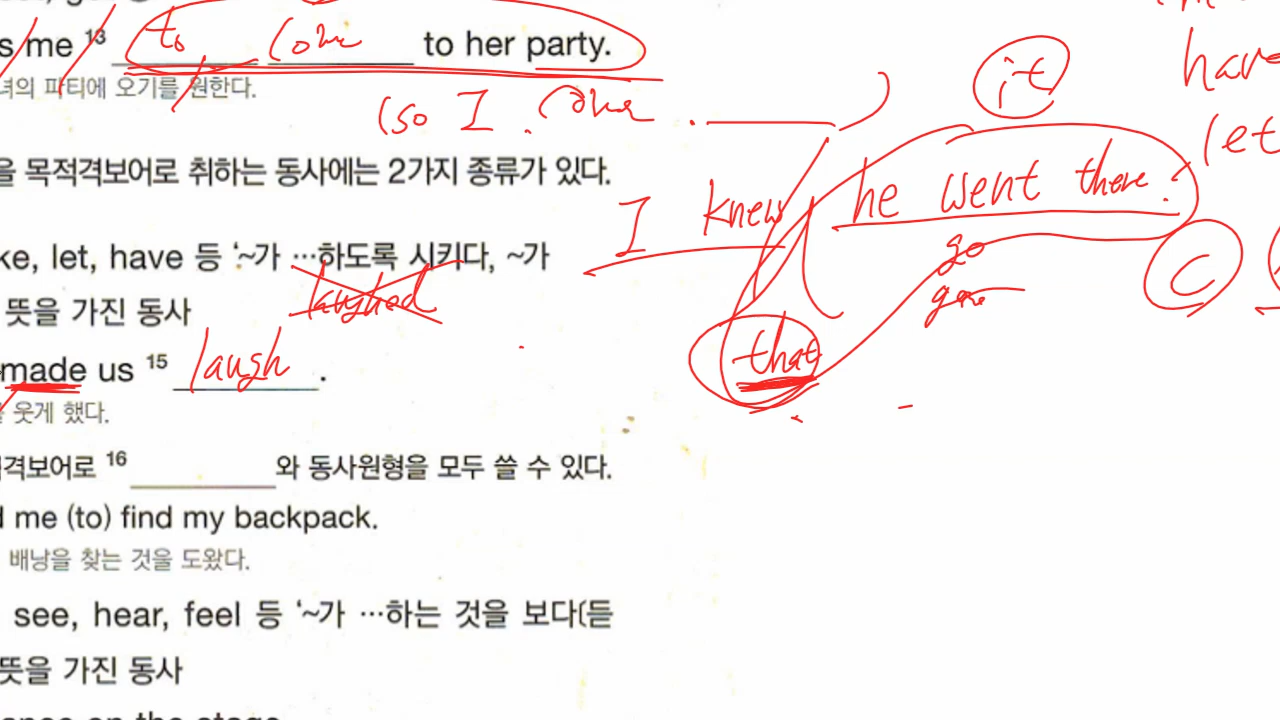 s me 13 to come to her party.
녀의 파티에 오기를 원한다.
(so I come . )
it
have
let
을 목적격보어로 취하는 동사에는 2가지 종류가 있다.
I knew he went there.
ke, let, have 등 '~가 …하도록 시키다, ~가
go
gone
C
laughed
뜻을 가진 동사
that
made us 15 laugh .
웃게 했다.
격보어로 16 와 동사원형을 모두 쓸 수 있다.
d me (to) find my backpack.
배낭을 찾는 것을 도왔다.
see, hear, feel 등 '~가 …하는 것을 보다(듣
뜻을 가진 동사
ance on the stage